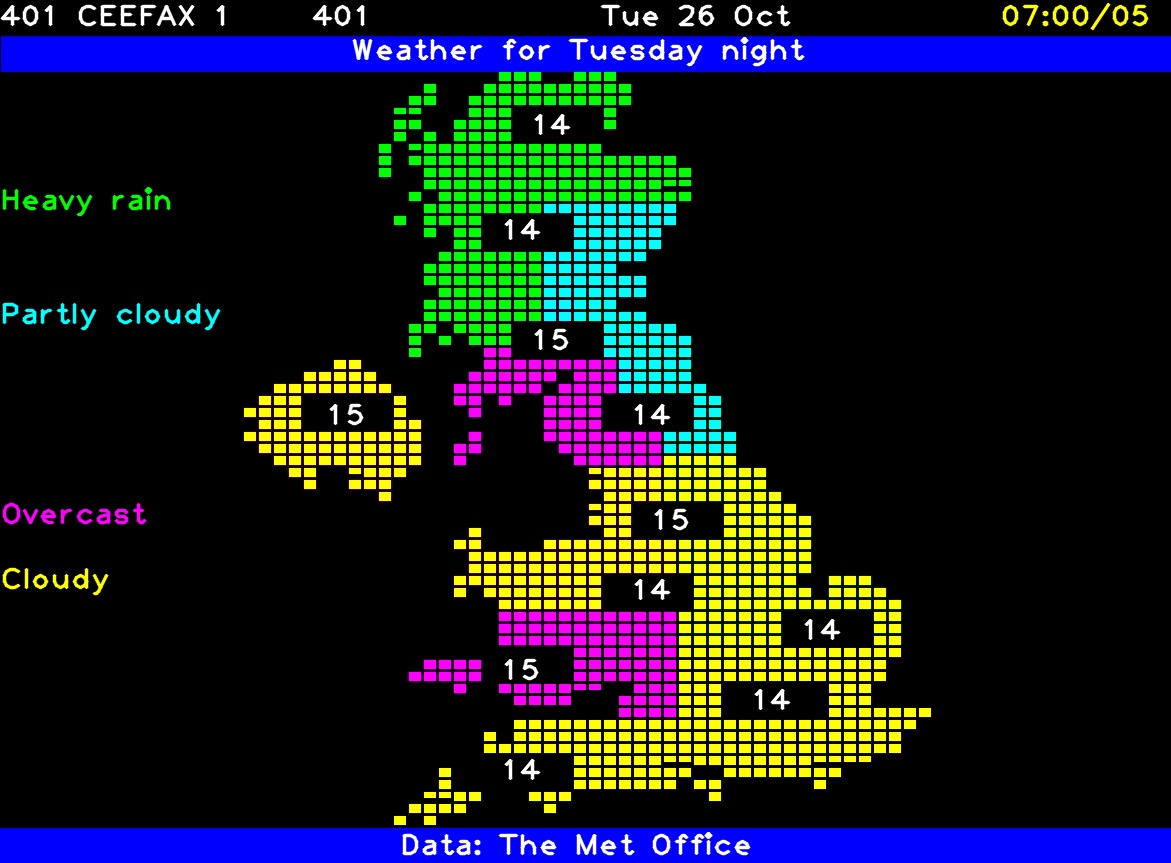 401 CEEFAX 1 401 Tue 26 Oct 07:00/05
Weather for Tuesday night
14
Heavy rain
14
Partly cloudy
15
15
14
Overcast
15
Cloudy
14
14
15
14
14
Data: The Met Office